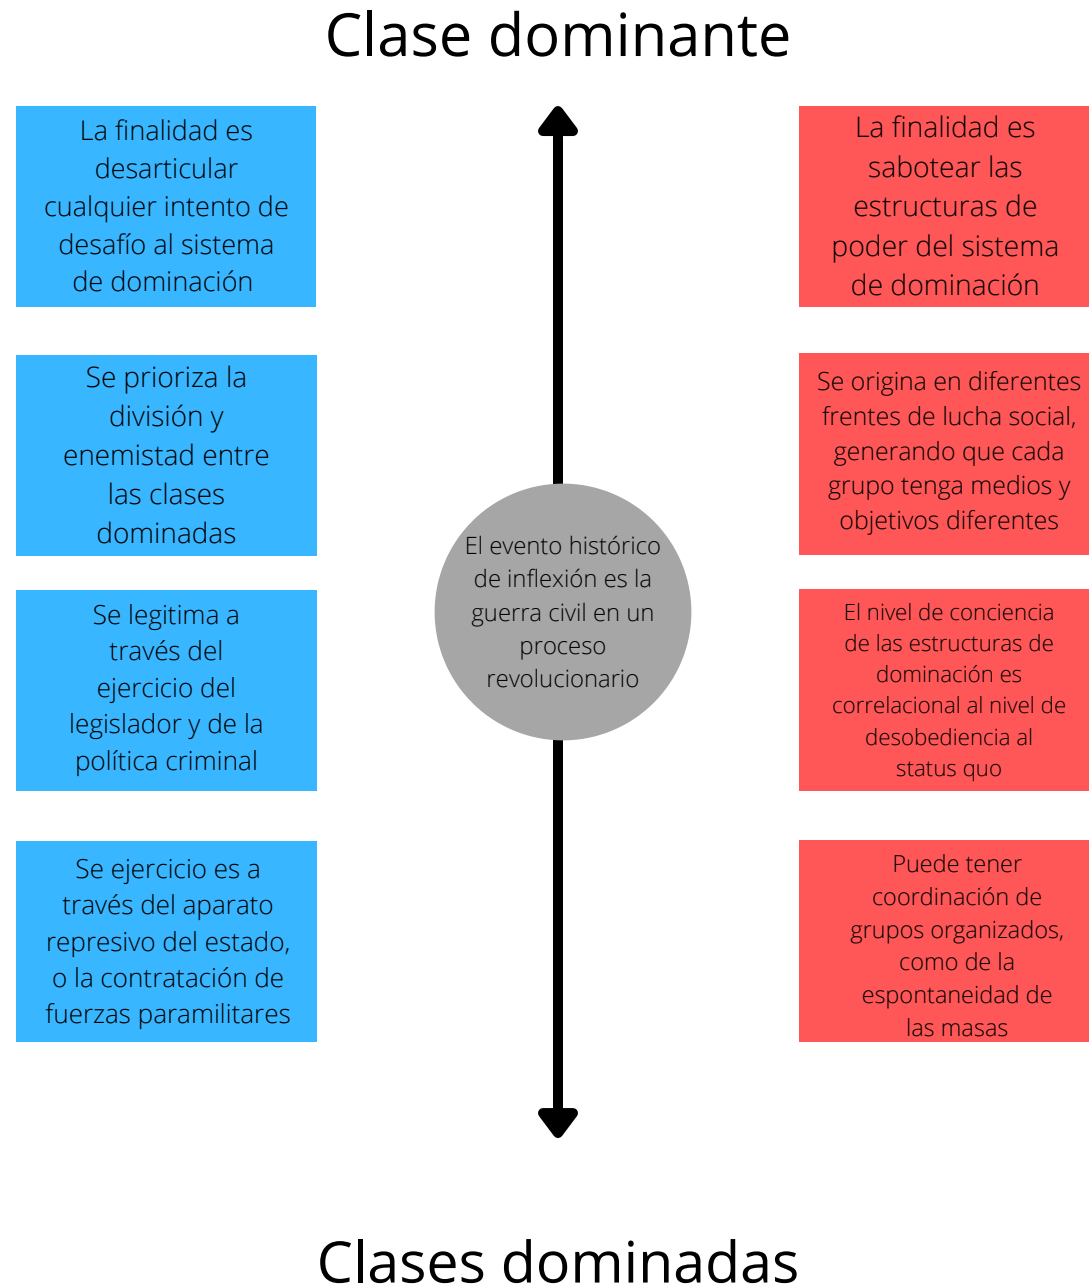 Clase dominante
La finalidad es
desarticular
cualquier intento de
desafío al sistema
de dominación
Se prioriza la
división y
enemistad entre
las clases
dominadas
Se legitima a
través del
ejercicio del
legislador y de la
política criminal
Se ejercicio es a
través del aparato
represivo del estado,
o la contratación de
fuerzas paramilitares
El evento histórico
de inflexión es la
guerra civil en un
proceso
revolucionario
La finalidad es
sabotear las
estructuras de
poder del sistema
de dominación
Se origina en diferentes
frentes de lucha social,
generando que cada
grupo tenga medios y
objetivos diferentes
El nivel de conciencia
de las estructuras de
dominación es
correlacional al nivel de
desobediencia al
status quo
Puede tener
coordinación de
grupos organizados,
como de la
espontaneidad de
las masas
Clases dominadas